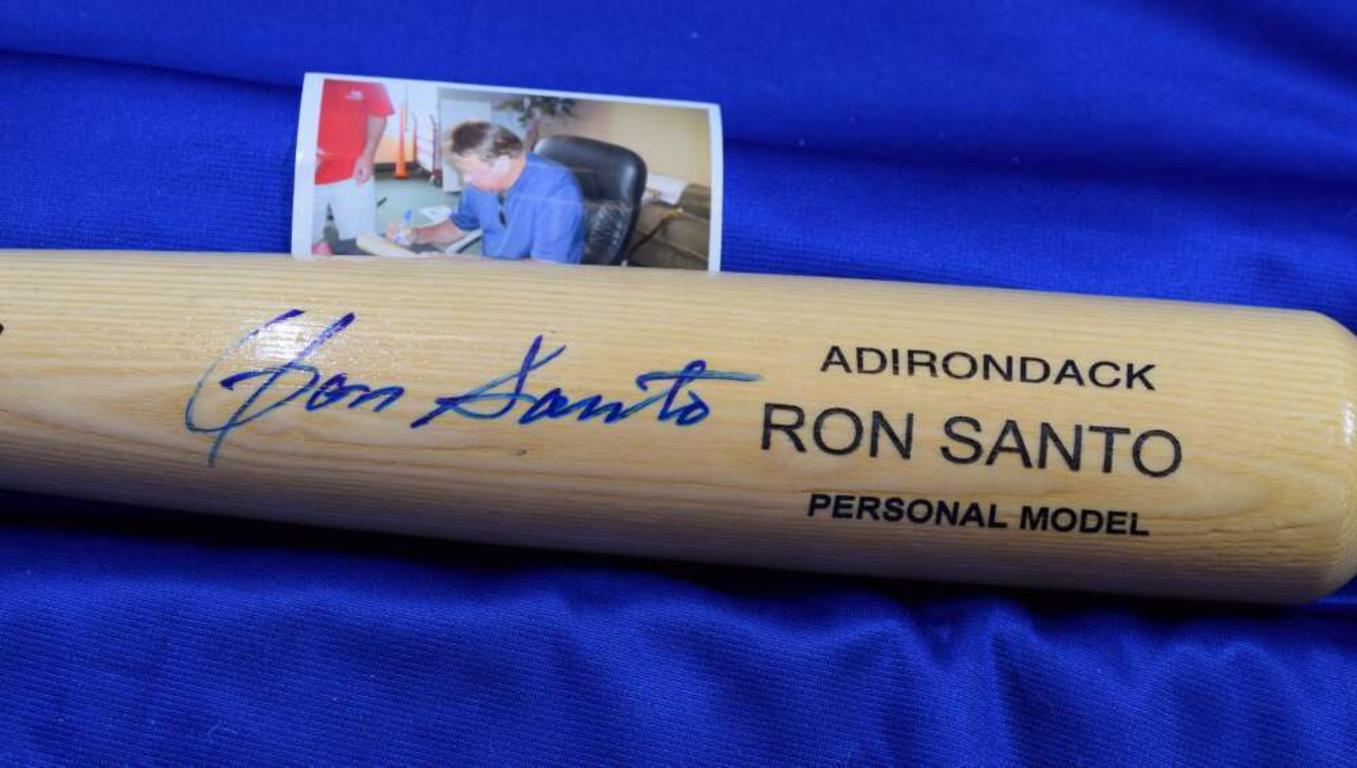 Ron Santo
ADIRONDACK
RON SANTO
PERSONAL MODEL